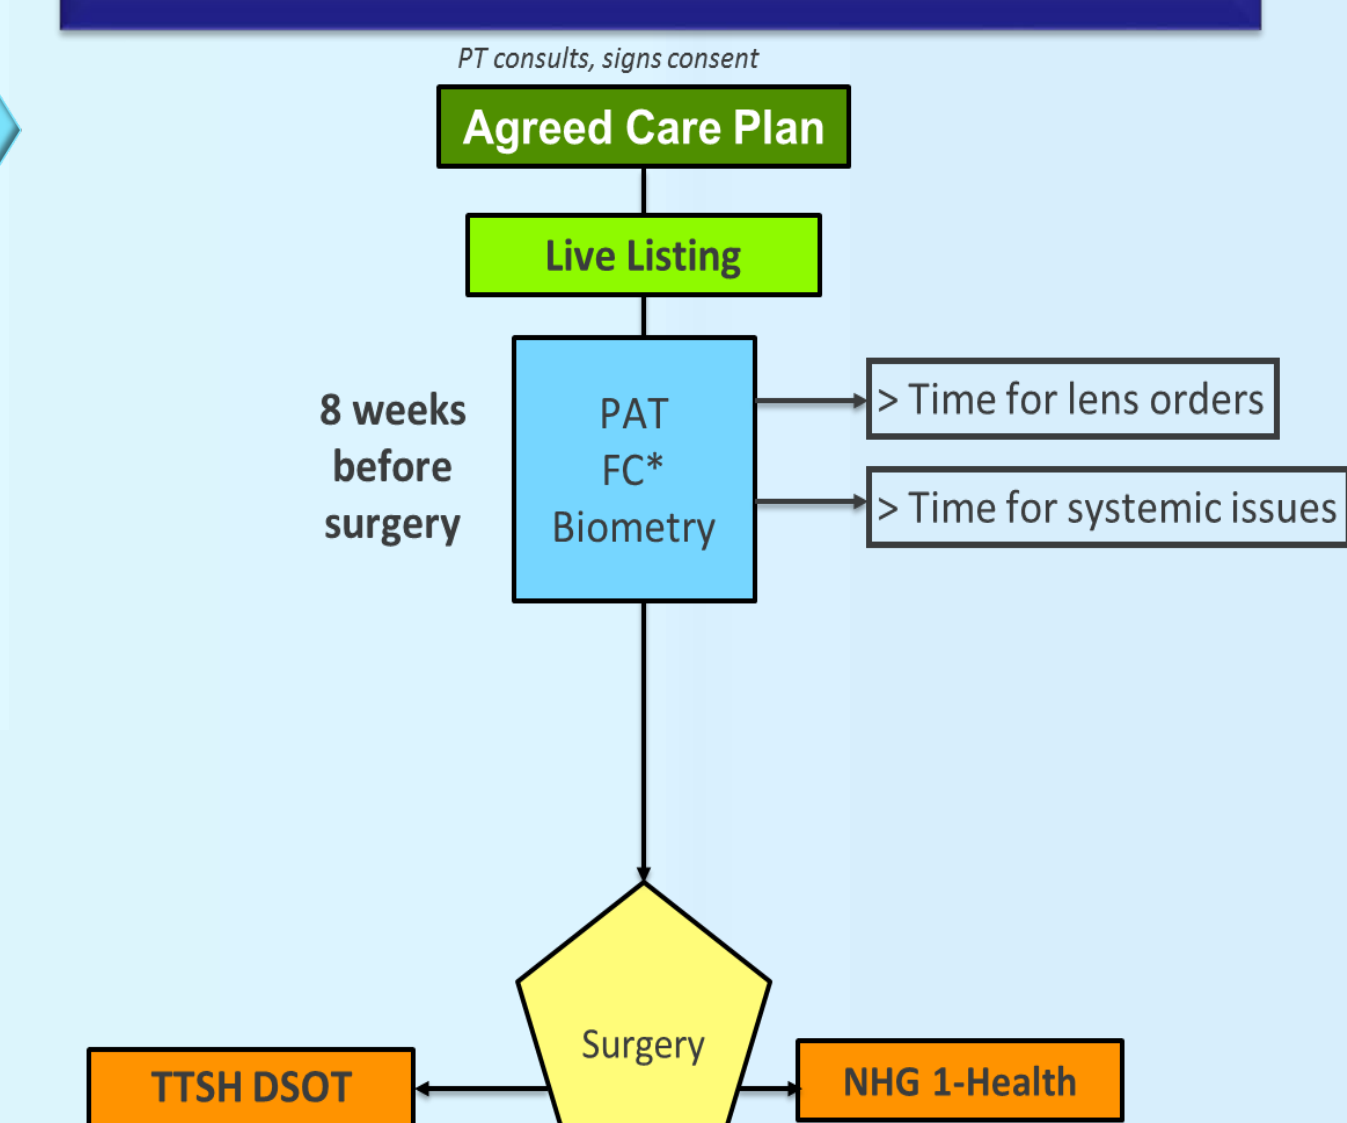 PT consults, signs consent
Agreed Care Plan
Live Listing
8 weeks
before
surgery
PAT
FC*
Biometry
> Time for lens orders
> Time for systemic issues
Surgery
TTSH DSOT
NHG 1-Health